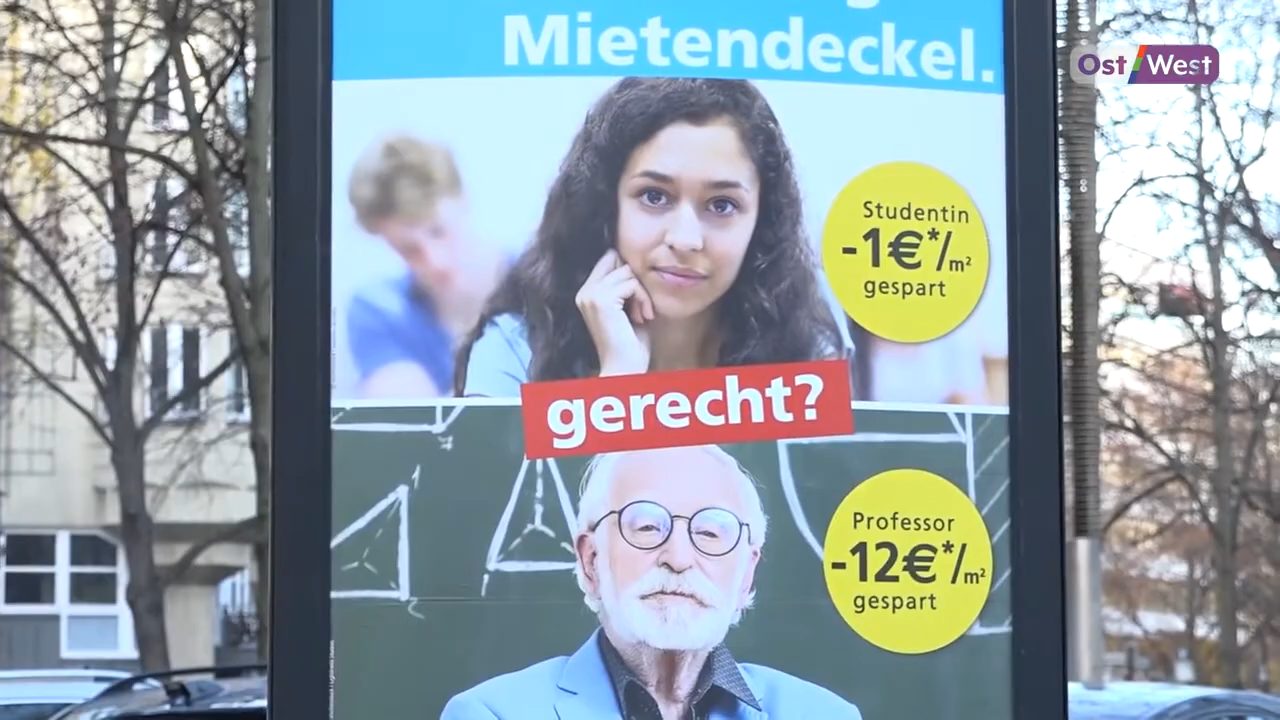 Mietendeckel.
Ost/West
Studentin
-1€*/m²
gespart
gerecht?
Professor
-12€*/m²
gespart